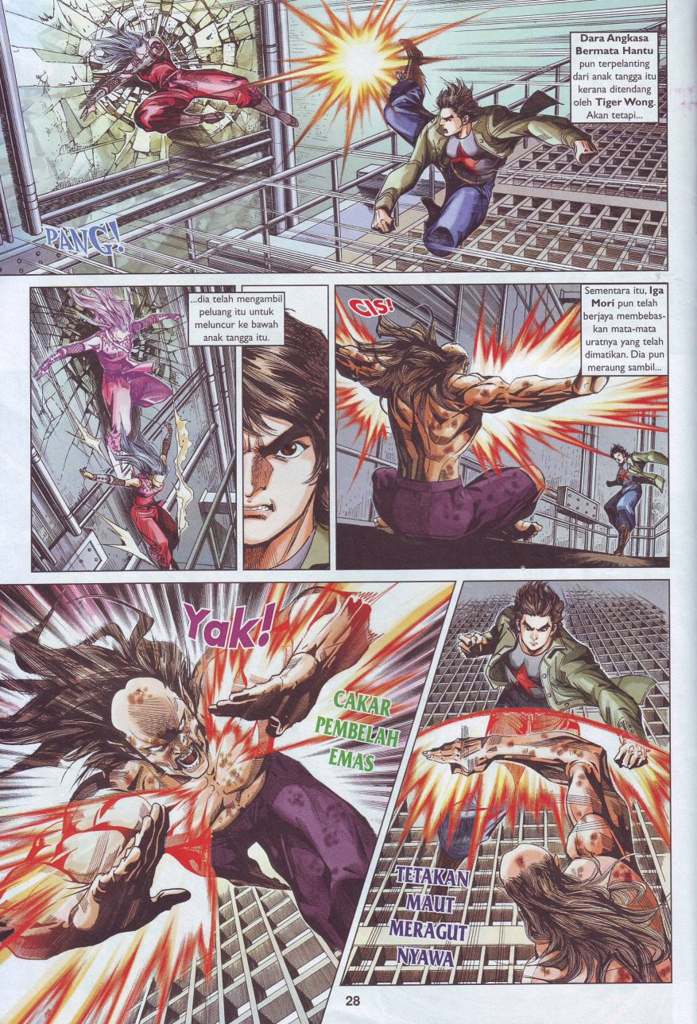 Dara Angkasa
Bermata Hantu
pun terpelanting
dari anak tangga itu
kerana ditendang
oleh Tiger Wong.
Akan tetapi...
PANG!
...dia telah mengambil
peluang itu untuk
meluncur ke bawah
anak tangga itu.
CIS!
Sementara itu, Iga
Mori pun telah
berjaya membebas-
kan mata-mata
uratnya yang telah
dimatikan. Dia pun
meraung sambil...
Yak!
CAKAR
PEMBELAH
EMAS
TETAKAN
MAUT
MERAGUT
NYAWA
28